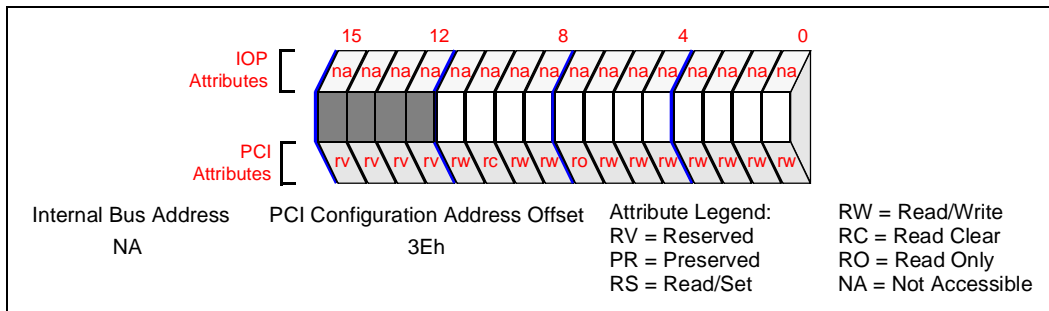 15 12 8 4 0
IOP
Attributes
na na na na na na na na na na na na na na na na
PCI
Attributes
rv rv rv rv rw rc rw rw ro rw rw rw rw rw rw rw
Internal Bus Address
NA
PCI Configuration Address Offset
3Eh
Attribute Legend:
RV = Reserved
PR = Preserved
RS = Read/Set
RW = Read/Write
RC = Read Clear
RO = Read Only
NA = Not Accessible